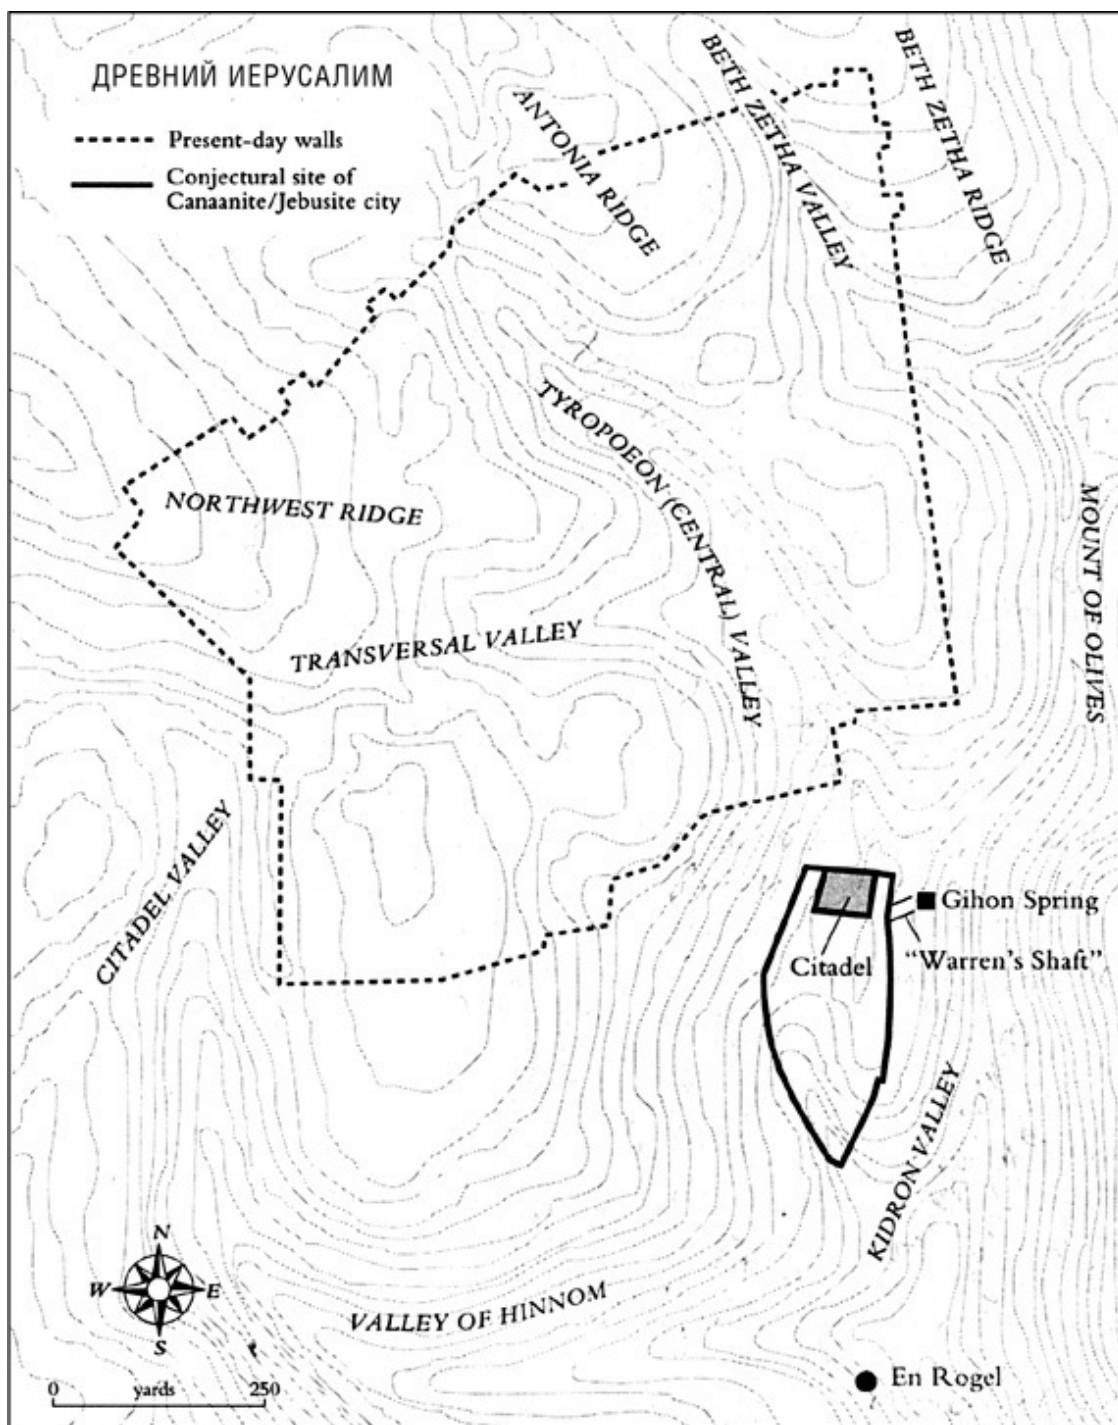 ДРЕВНИЙ ИЕРУСАЛИМ
Present-day walls
Conjectural site of
Canaanite/Jebusite city
ANTONIA RIDGE
BETH ZETHA VALLEY
BETH ZETHA RIDGE
TYROPOEON (CENTRAL) VALLEY
NORTHWEST RIDGE
MOUNT OF OLIVES
TRANSVERSAL VALLEY
CITADEL VALLEY
Gihon Spring
Citadel
"Warren's Shaft"
KIDRON VALLEY
N
W E
S
VALLEY OF HINNOM
0 yards 250
En Rogel